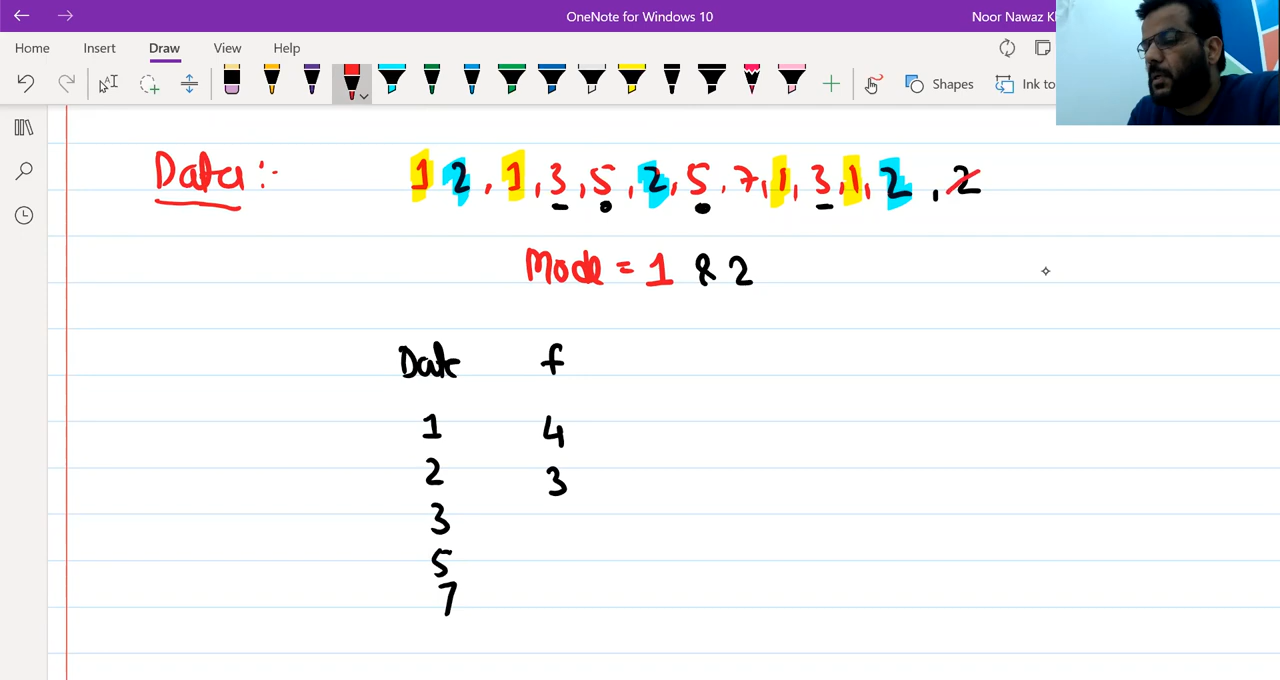 OneNote for Windows 10
Noor Nawaz Kh
Home Insert Draw View Help
Shapes Ink to
Data :- 1 2 , 1 , 3 , 5 , 2 , 5 , 7 , 1 , 3 , 1 , 2 , 2
Mode = 1 & 2
Data f
1 4
2 3
3
5
7